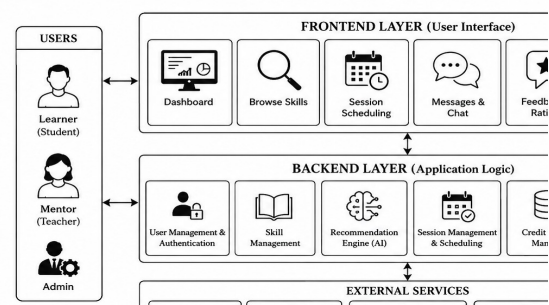 USERS
Learner
(Student)
Mentor
(Teacher)
Admin
FRONTEND LAYER (User Interface)
Dashboard
Browse Skills
Session
Scheduling
Messages &
Chat
BACKEND LAYER (Application Logic)
User Management &
Authentication
Skill
Management
Recommendation
Engine (AI)
Session Management
& Scheduling
Credit
EXTERNAL SERVICES